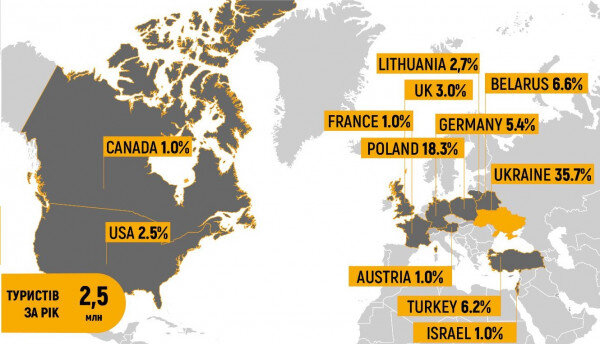 LITHUANIA 2,7%
UK 3.0%
BELARUS 6.6%
FRANCE 1.0%
GERMANY 5.4%
CANADA 1.0%
POLAND 18.3%
UKRAINE 35.7%
USA 2.5%
AUSTRIA 1.0%
ТУРИСТІВ
ЗА РІК
2,5
МЛН
TURKEY 6.2%
ISRAEL 1.0%